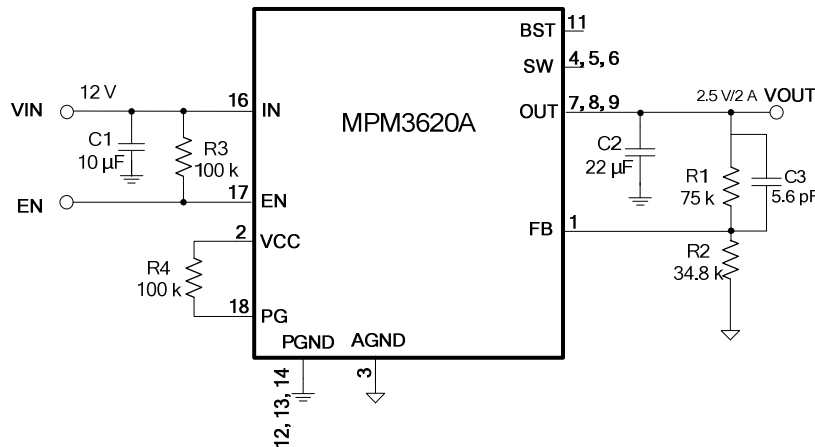 BST
11
SW
4, 5, 6
VIN
12 V
16
IN
OUT
7, 8, 9
2.5 V/2 A
VOUT
MPM3620A
C1
10 µF
R3
100 k
C2
22 µF
R1
75 k
C3
5.6 pF
EN
17
EN
FB
1
2
VCC
R2
34.8 k
R4
100 k
18
PG
PGND
AGND
12, 13, 14
3